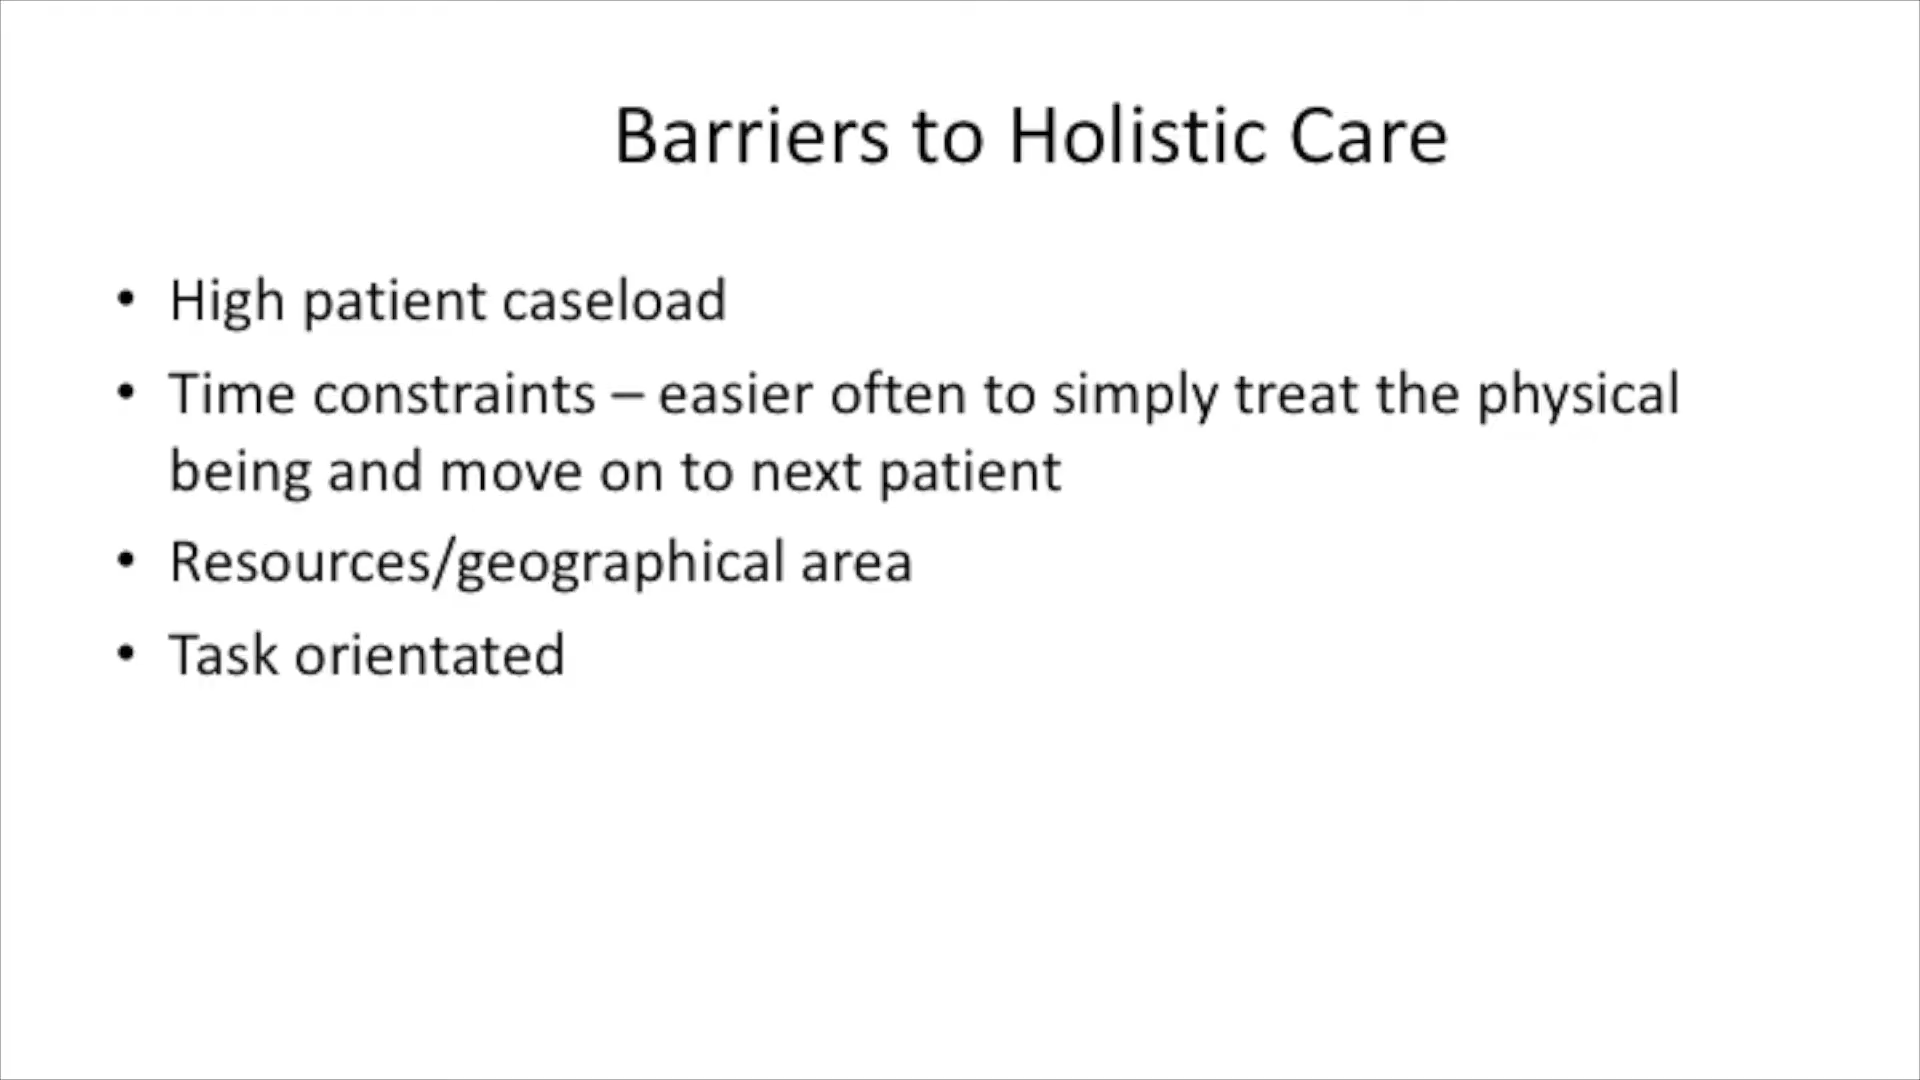 Barriers to Holistic Care
• High patient caseload
• Time constraints – easier often to simply treat the physical
being and move on to next patient
• Resources/geographical area
• Task orientated